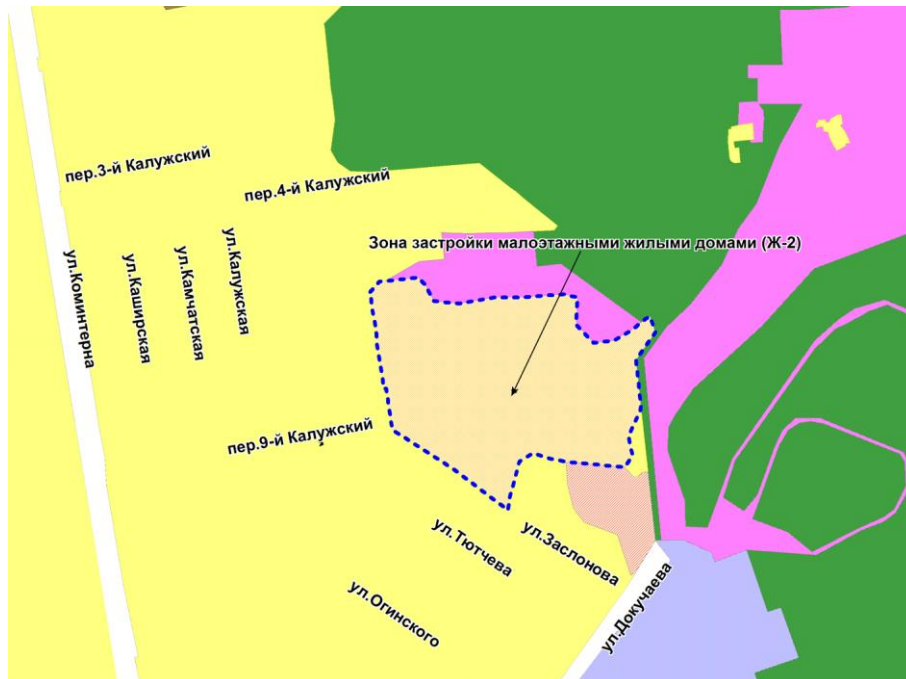 пер.3-й Калужский
пер.4-й Калужский
Зона застройки малоэтажными жилыми домами (Ж-2)
ул.Коминтерна
ул.Каширская
ул.Камчатская
ул.Калужская
пер.9-й Калужский
ул.Тютчева
ул.Заслонова
ул.Огинского
ул.Докучаева